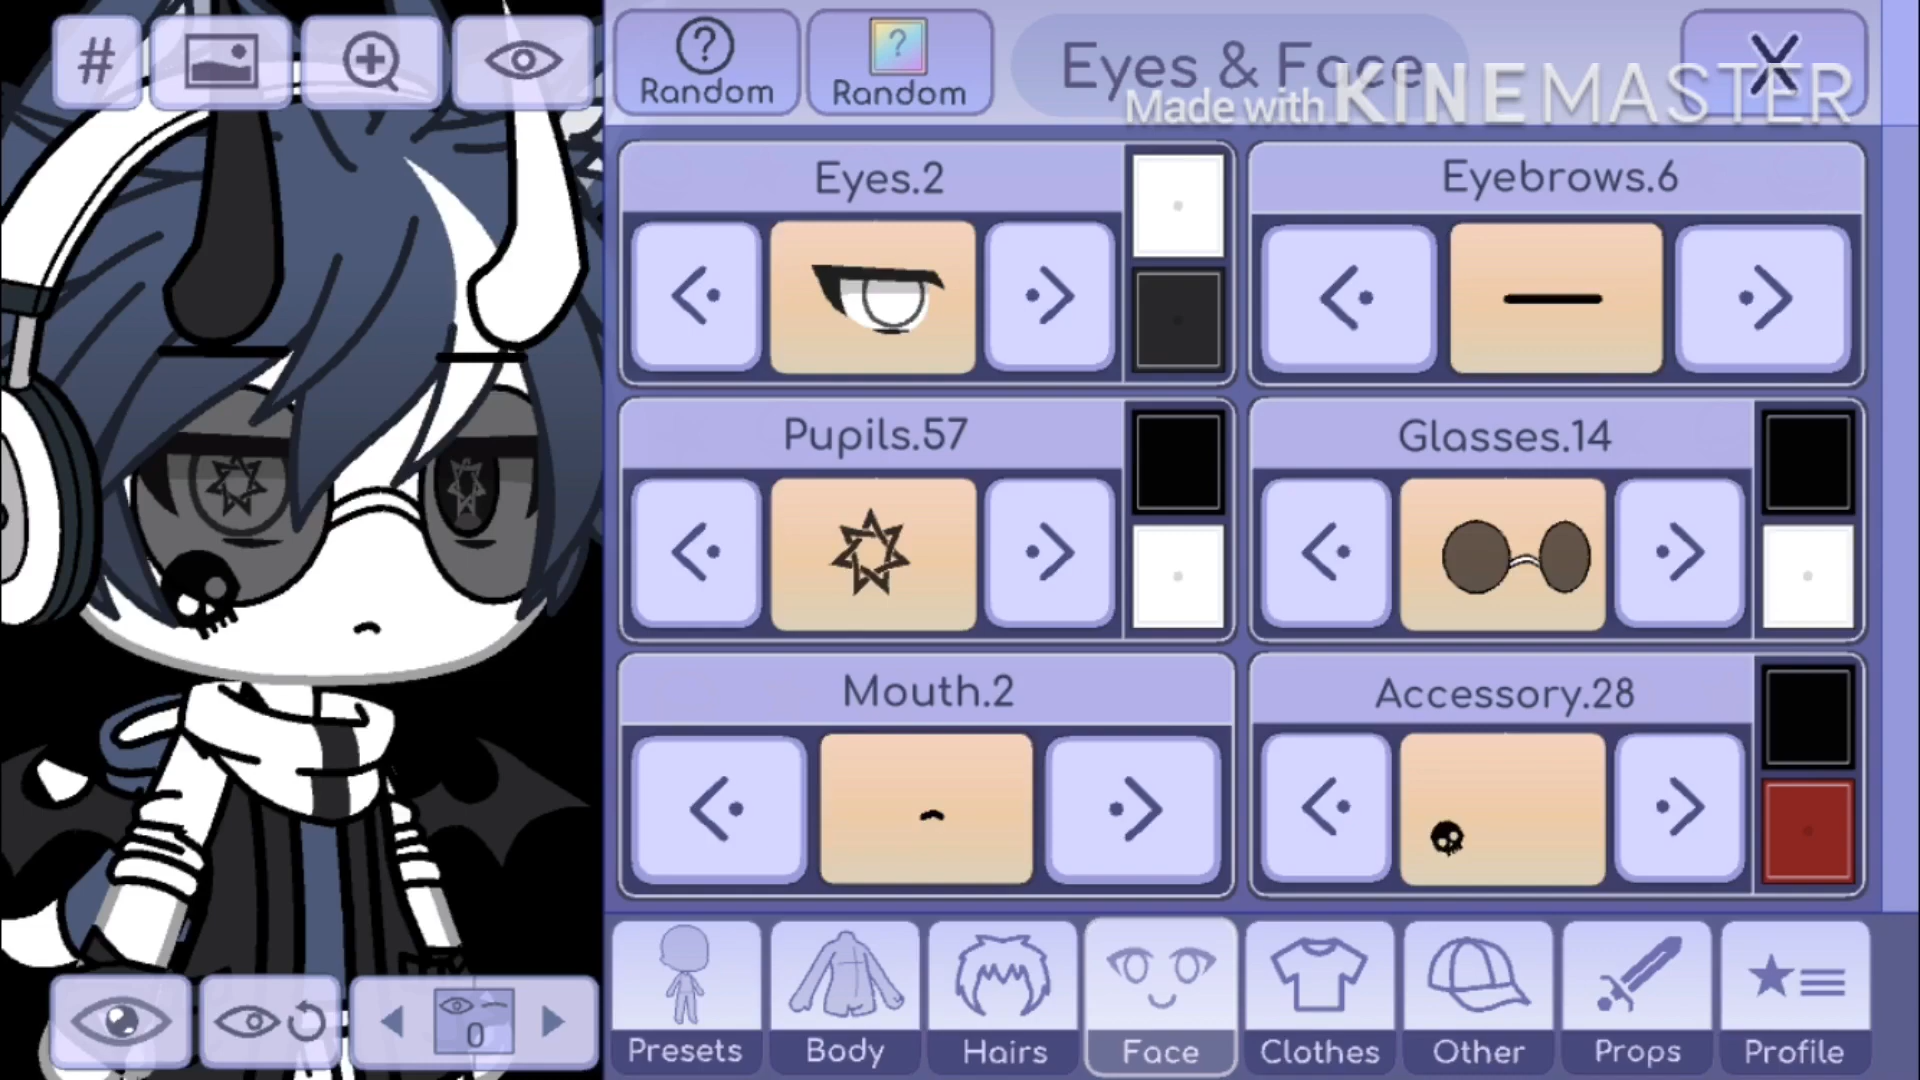 #
?
Random
?
Random
Eyes & Face
X
Made with KINEMASTER
Eyes.2
Eyebrows.6
Pupils.57
Glasses.14
Mouth.2
Accessory.28
0
Presets
Body
Hairs
Face
Clothes
Other
Props
Profile